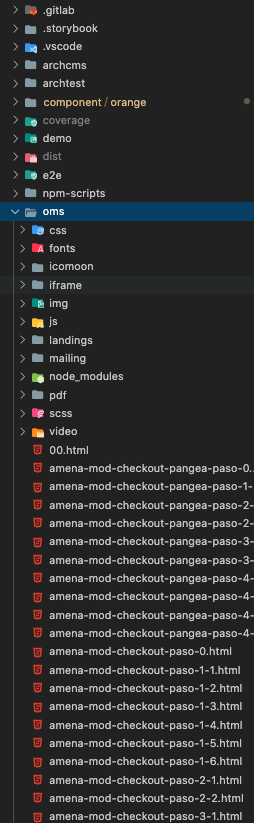 .gitlab
.storybook
.vscode
archcms
archtest
component / orange
coverage
demo
dist
e2e
npm-scripts
oms
css
fonts
icomoon
iframe
img
js
landings
mailing
node_modules
pdf
scss
video
00.html
amena-mod-checkout-pangea-paso-0...
amena-mod-checkout-pangea-paso-1-
amena-mod-checkout-pangea-paso-2-
amena-mod-checkout-pangea-paso-2-
amena-mod-checkout-pangea-paso-3-
amena-mod-checkout-pangea-paso-3-
amena-mod-checkout-pangea-paso-4-
amena-mod-checkout-pangea-paso-4-
amena-mod-checkout-pangea-paso-4-
amena-mod-checkout-pangea-paso-4-
amena-mod-checkout-paso-0.html
amena-mod-checkout-paso-1-1.html
amena-mod-checkout-paso-1-2.html
amena-mod-checkout-paso-1-3.html
amena-mod-checkout-paso-1-4.html
amena-mod-checkout-paso-1-5.html
amena-mod-checkout-paso-1-6.html
amena-mod-checkout-paso-2-1.html
amena-mod-checkout-paso-2-2.html
amena-mod-checkout-paso-3-1.html